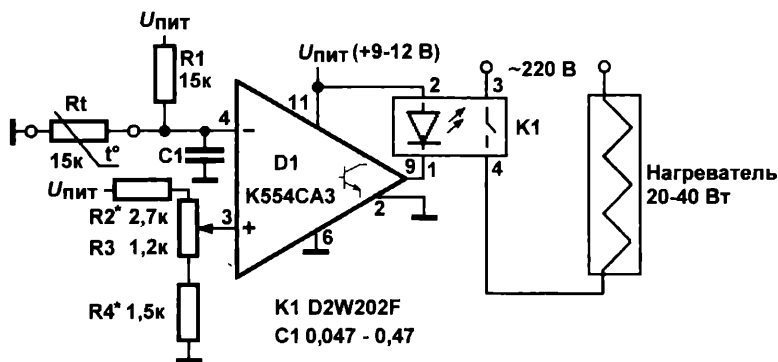 Uпит
R1
15к
Uпит (+9-12 В)
~220 В
2
3
11
Rt
15к
t°
4
–
C1
D1
К554СА3
K1
9
1
4
Нагреватель
20-40 Вт
Uпит
R2* 2,7к
3
+
2
R3 1,2к
6
R4* 1,5к
K1 D2W202F
C1 0,047 - 0,47